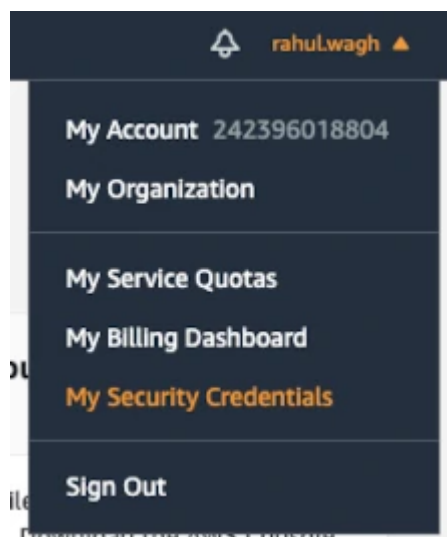 rahul.wagh
My Account 242396018804
My Organization
My Service Quotas
My Billing Dashboard
My Security Credentials
Sign Out